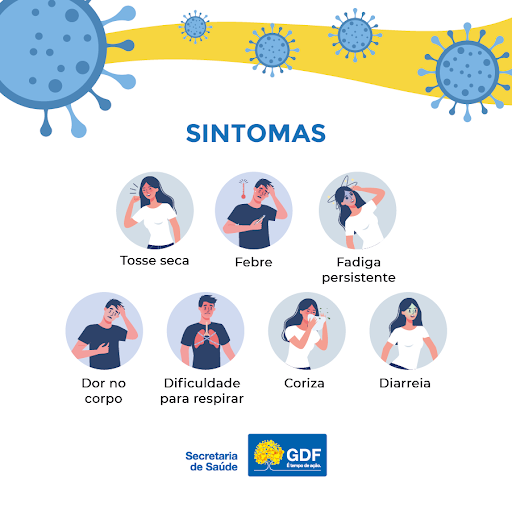 SINTOMAS
Tosse seca
Febre
Fadiga
persistente
Dor no
corpo
Dificuldade
para respirar
Coriza
Diarreia
Secretaria
de Saúde
GDF
É tempo de ação.